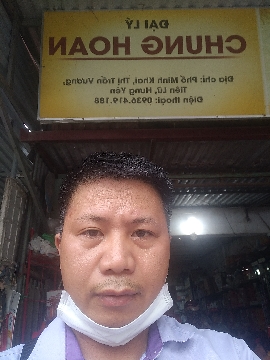 ĐẠI LÝ
CHUNG HOAN
Địa chỉ: Phố Minh Khai, Thị Trấn Vương,
Tiên Lữ, Hưng Yên
Điện thoại: 0936.419.188